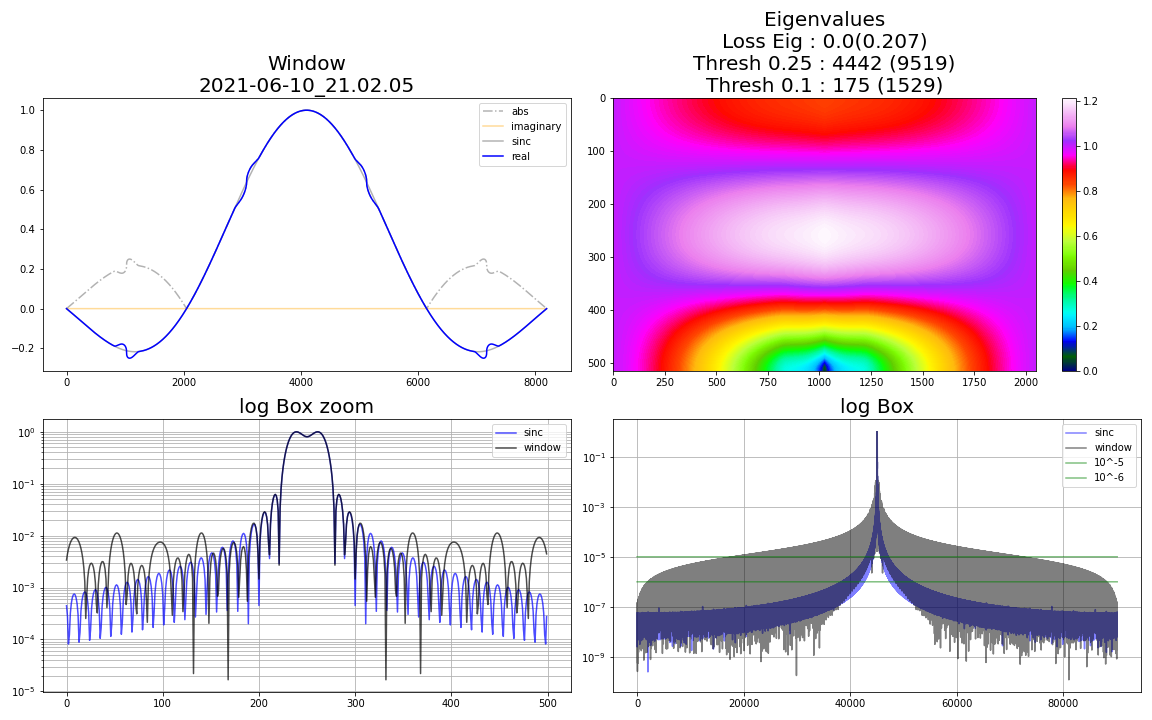 Window
2021-06-10_21.02.05
1.0
0.8
0.6
0.4
0.2
0.0
−0.2
0 2000 4000 6000 8000
abs
imaginary
sinc
real
Eigenvalues
Loss Eig : 0.0(0.207)
Thresh 0.25 : 4442 (9519)
Thresh 0.1 : 175 (1529)
0
100
200
300
400
500
0 250 500 750 1000 1250 1500 1750 2000
1.2
1.0
0.8
0.6
0.4
0.2
0.0
log Box zoom
10^0
10^−1
10^−2
10^−3
10^−4
10^−5
0 100 200 300 400 500
sinc
window
log Box
10^−1
10^−3
10^−5
10^−7
10^−9
0 20000 40000 60000 80000
sinc
window
10^-5
10^-6